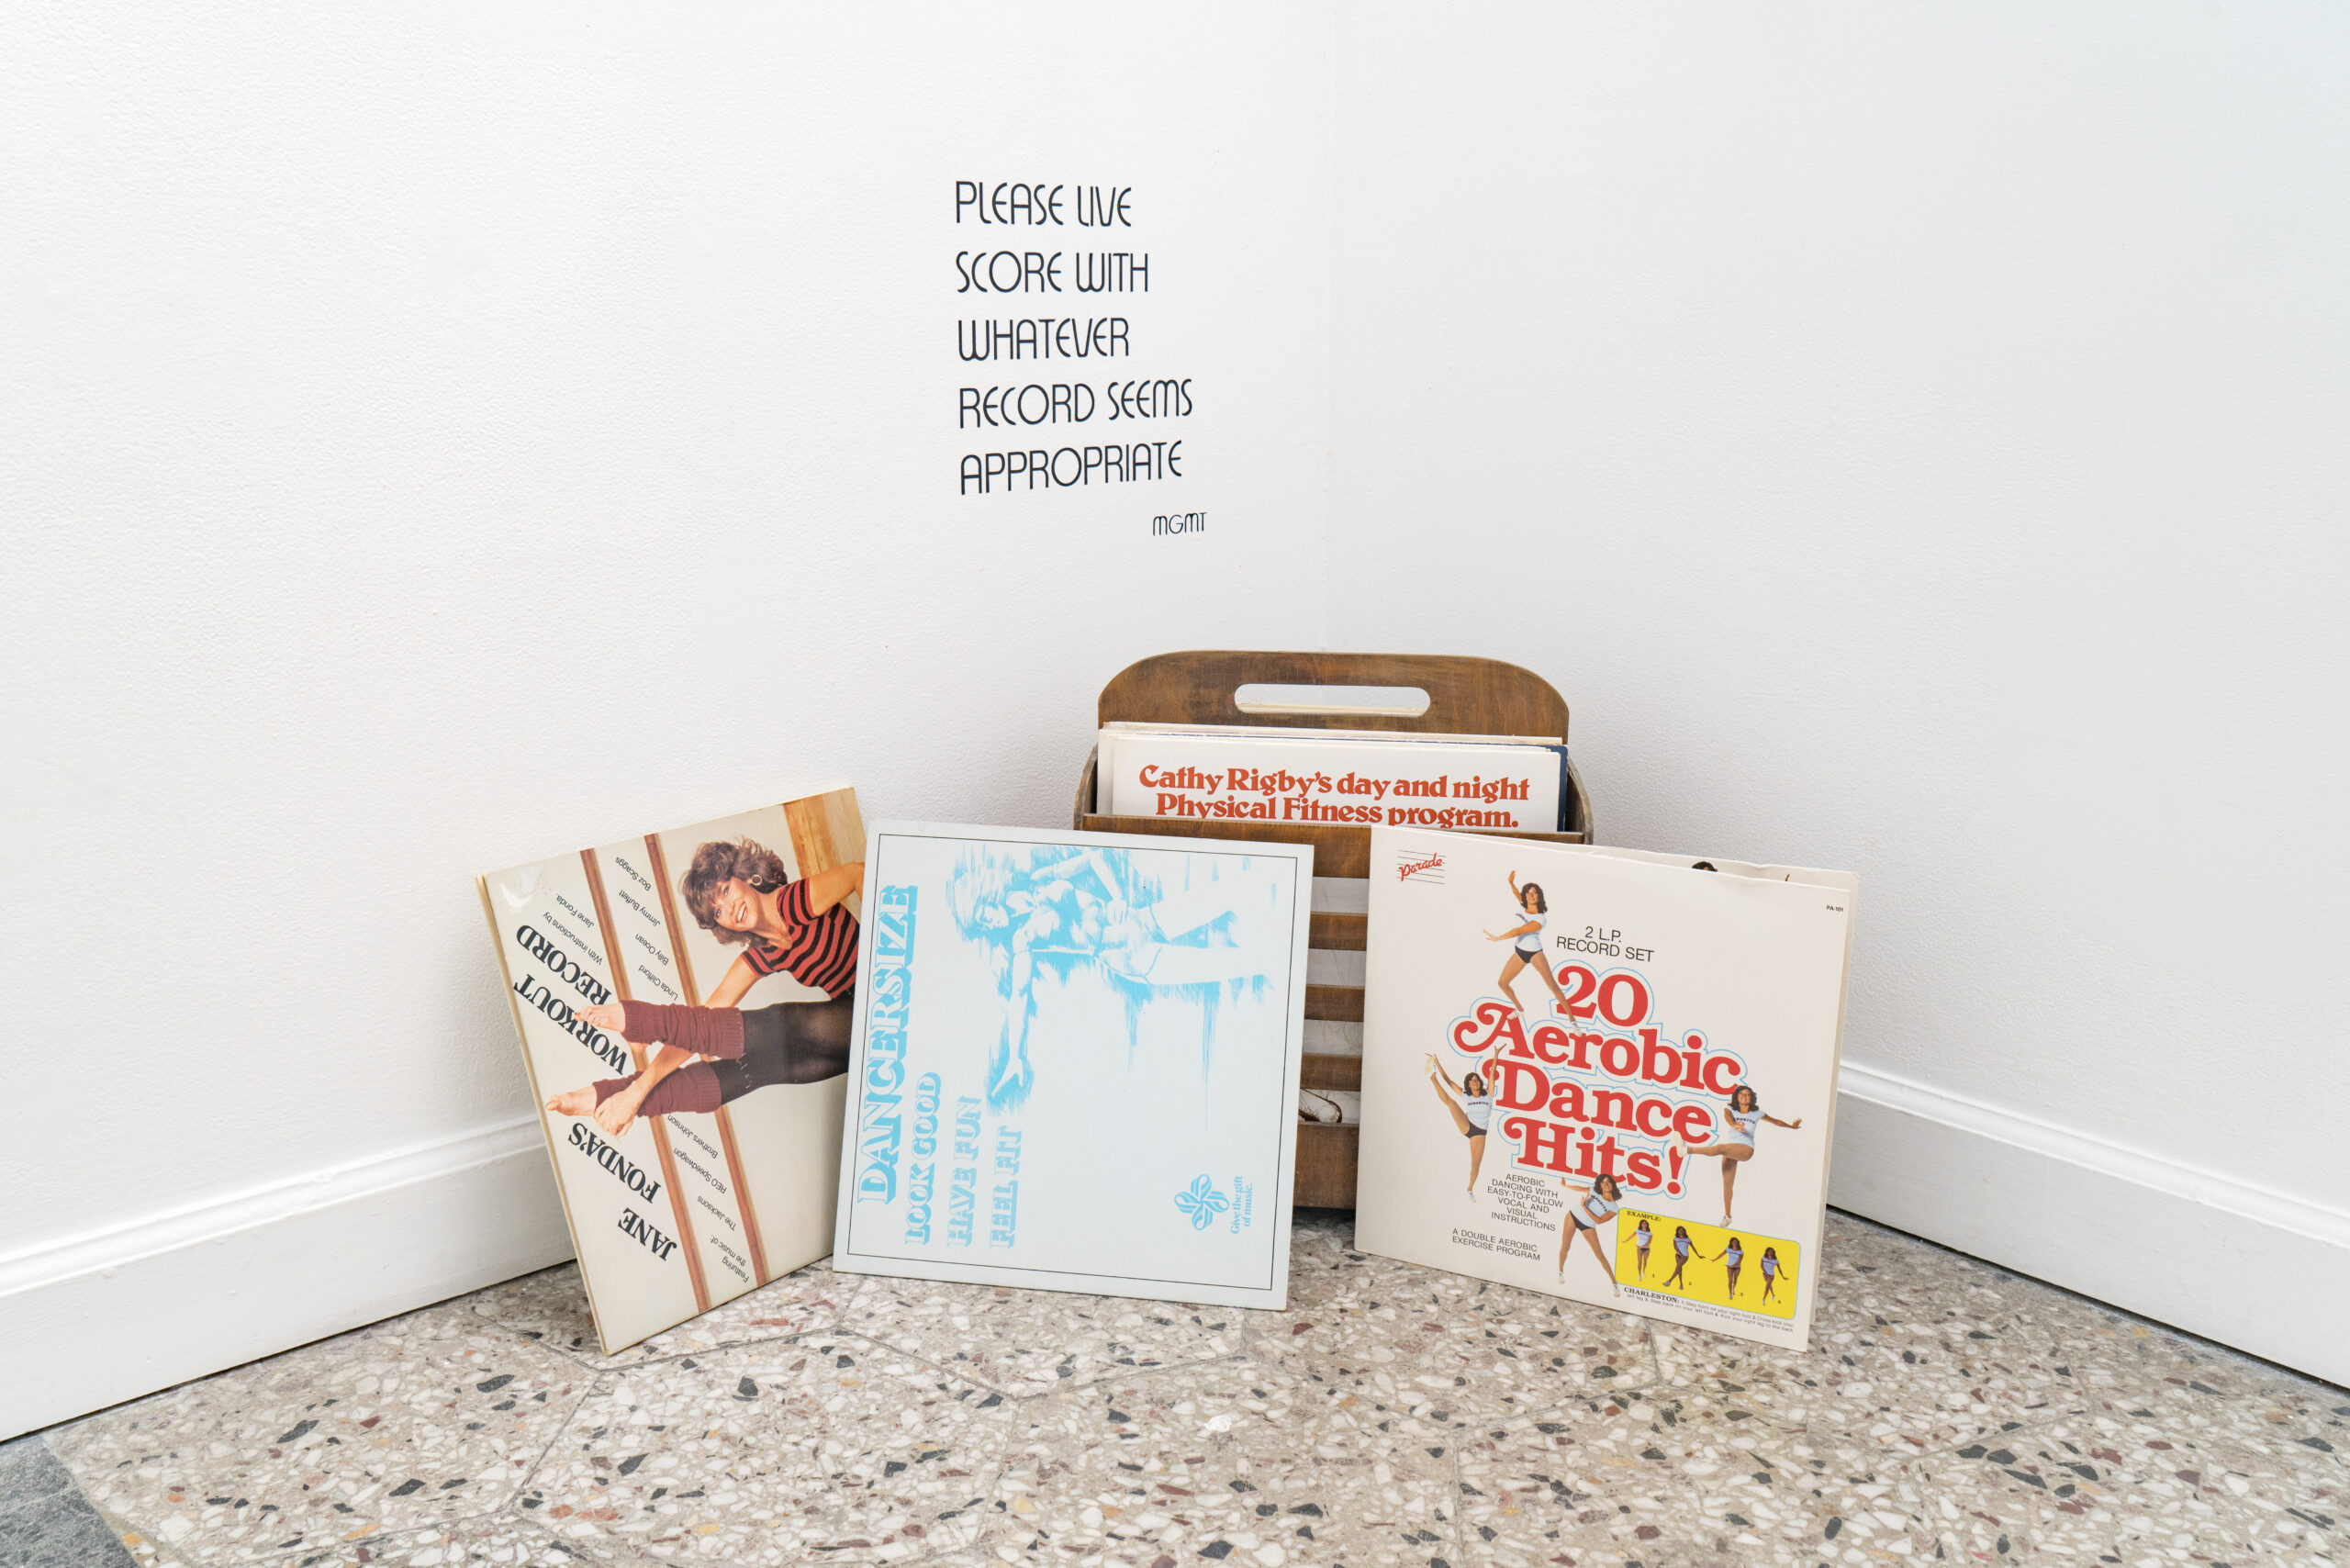 PLEASE LIVE
SCORE WITH
WHATEVER
RECORD SEEMS
APPROPRIATE
MGMT
Cathy Rigby's day and night
Physical Fitness program.
JANE FONDA'S WORKOUT RECORD
With instructions by
Jane Fonda
Featuring
the music of:
The Jacksons
REO Speedwagon
Brothers Johnson
Linda Clifford
Billy Ocean
Jimmy Buffett
Boz Scaggs
DANCERSIZE
LOOK GOOD
HAVE FUN
FEEL FIT
Give the gift
of music.
parade
PA-101
2 L.P.
RECORD SET
20
Aerobic
Dance
Hits!
AEROBIC
DANCING WITH
EASY-TO-FOLLOW
VOCAL AND
VISUAL
INSTRUCTIONS
A DOUBLE AEROBIC
EXERCISE PROGRAM
EXAMPLE:
CHARLESTON: